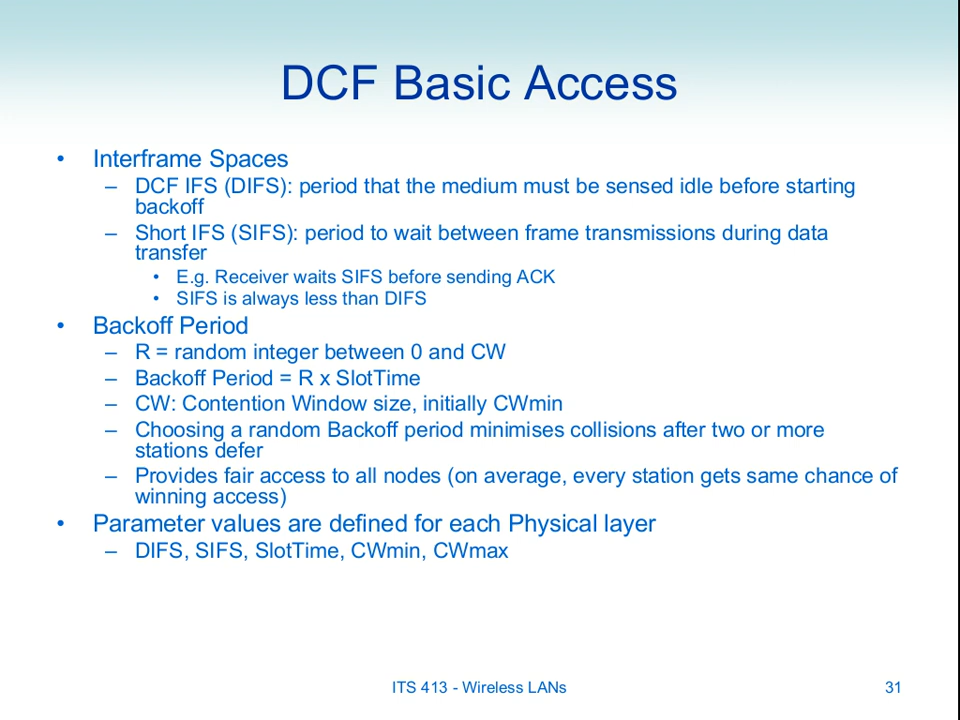 DCF Basic Access
• Interframe Spaces
– DCF IFS (DIFS): period that the medium must be sensed idle before starting
backoff
– Short IFS (SIFS): period to wait between frame transmissions during data
transfer
• E.g. Receiver waits SIFS before sending ACK
• SIFS is always less than DIFS
• Backoff Period
– R = random integer between 0 and CW
– Backoff Period = R x SlotTime
– CW: Contention Window size, initially CWmin
– Choosing a random Backoff period minimises collisions after two or more
stations defer
– Provides fair access to all nodes (on average, every station gets same chance of
winning access)
• Parameter values are defined for each Physical layer
– DIFS, SIFS, SlotTime, CWmin, CWmax
ITS 413 - Wireless LANs
31